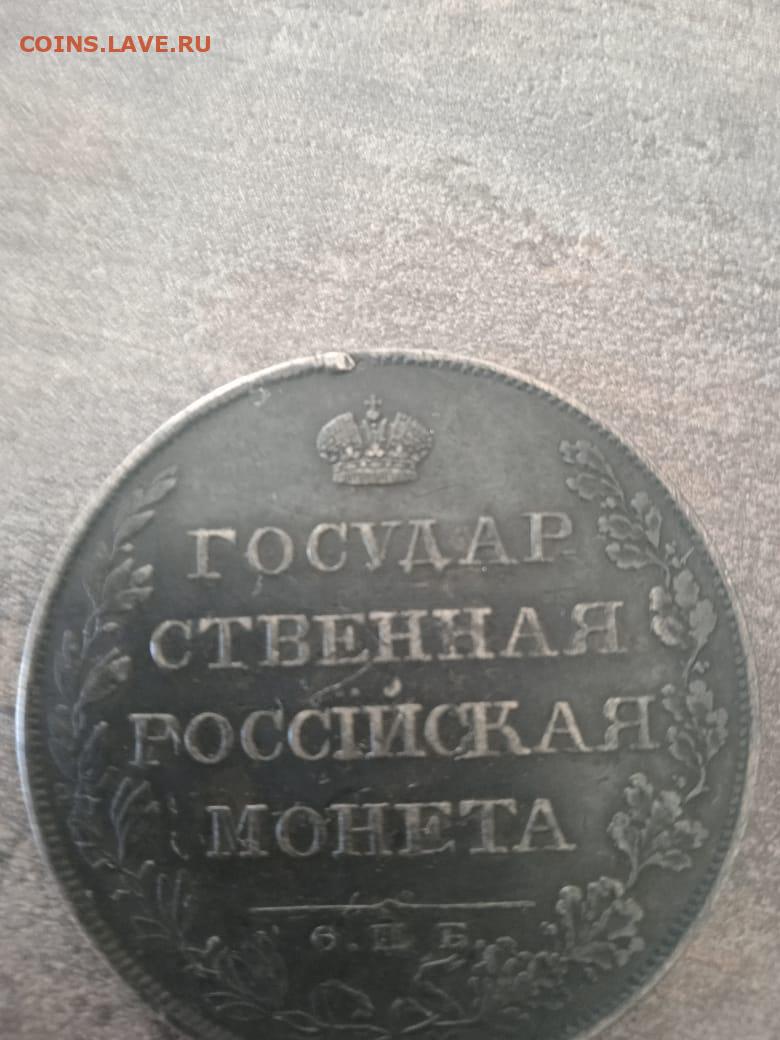 COINS.LAVE.RU
ГОСУДАР
СТВЕННАЯ
РОССІЙСКАЯ
МОНЕТА
С. П. Б.